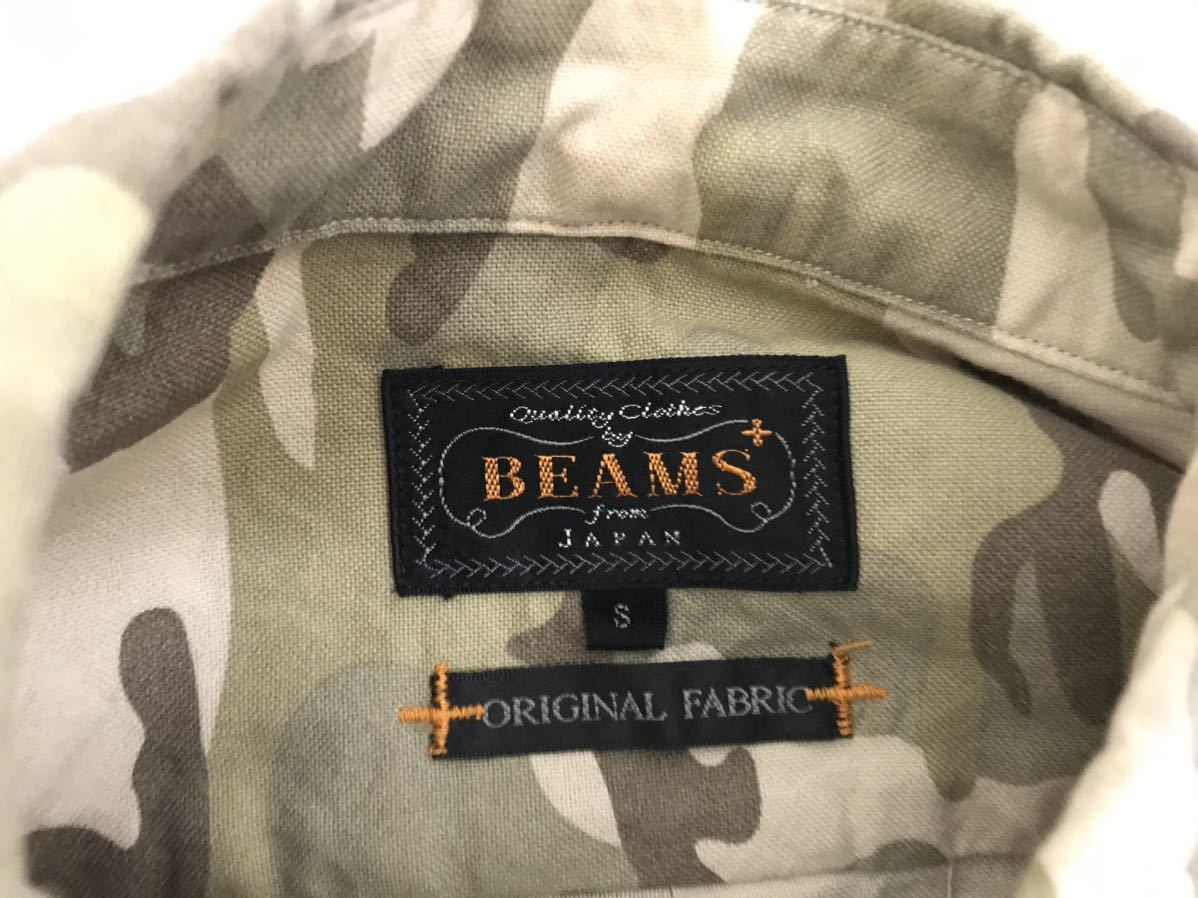 Quality Clothes
by
BEAMS+
from
JAPAN
S
ORIGINAL FABRIC